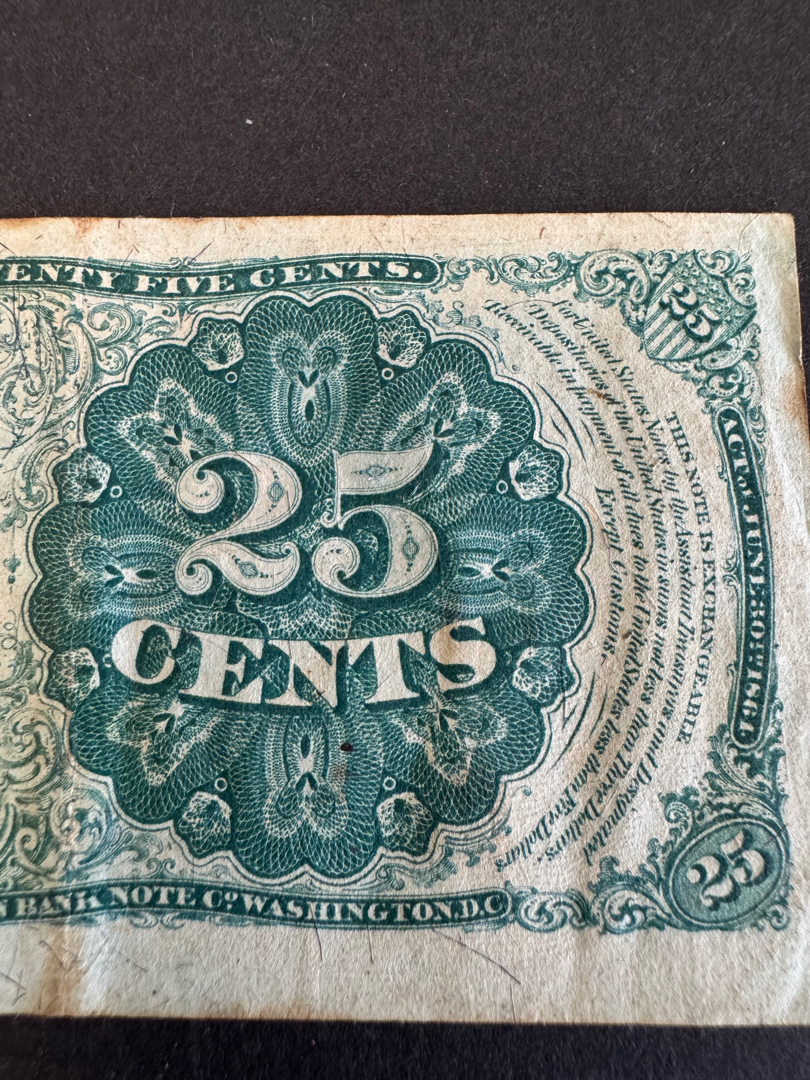 ENTY FIVE CENTS.
25
25
CENTS
THIS NOTE IS EXCHANGEABLE
for United States Notes by the Assistant Treasurers and Designated
Depositaries of the United States in sums not less than Three Dollars.
Receivable in payment of all dues to the United States less than Five Dollars
Except Customs.
ACT of JUNE 30TH 1864
25
BANK NOTE Co WASHINGTON.D.C